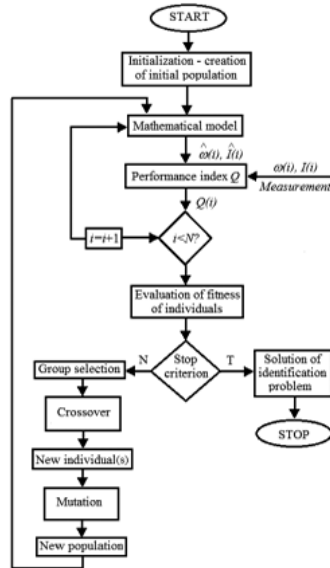 START
Initialization - creation
of initial population
Mathematical model
ω̂(i), Î(i)
ω(i), I(i)
Performance index Q
Measurement
Q(i)
i=i+1
i<N?
Evaluation of fitness
of individuals
N
Stop
criterion
T
Solution of
identification
problem
Group selection
Crossover
STOP
New individual(s)
Mutation
New population